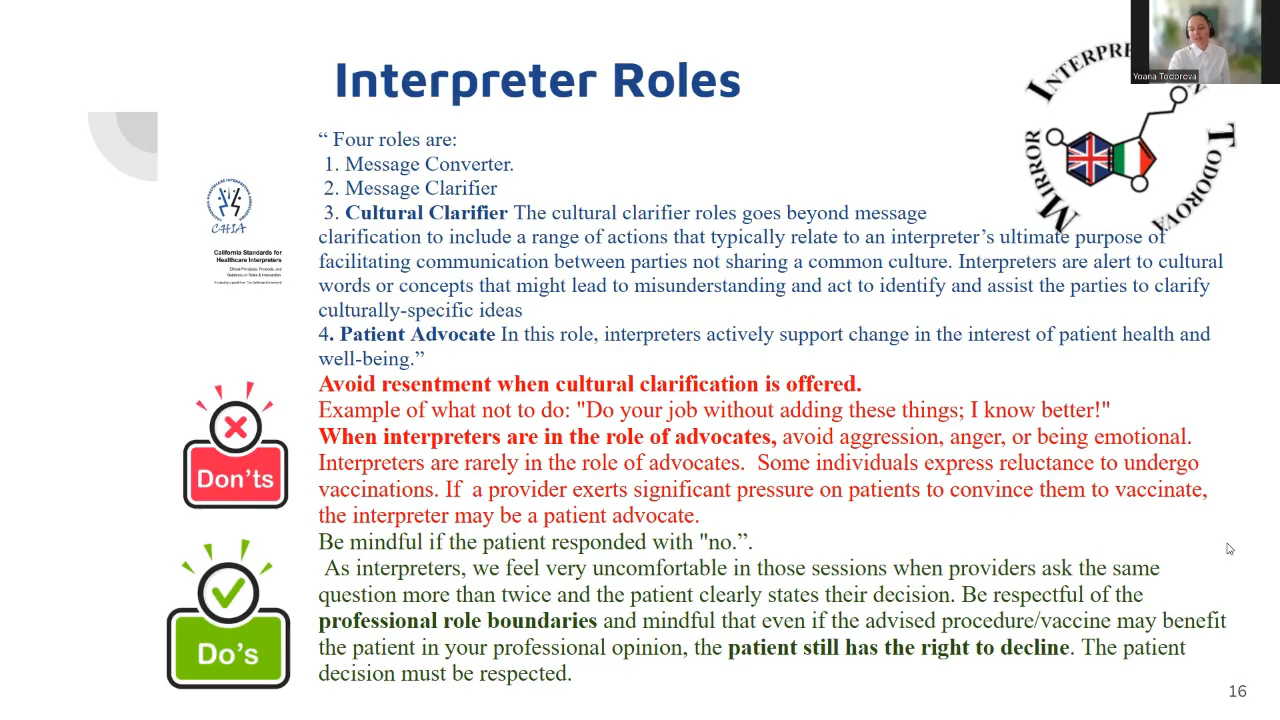 Interpreter Roles
Yoana Todorova
INTERPRE
MIRROR
TODOROVA
“ Four roles are:
1. Message Converter.
2. Message Clarifier
3. Cultural Clarifier The cultural clarifier roles goes beyond message
clarification to include a range of actions that typically relate to an interpreter’s ultimate purpose of
facilitating communication between parties not sharing a common culture. Interpreters are alert to cultural
words or concepts that might lead to misunderstanding and act to identify and assist the parties to clarify
culturally-specific ideas
4. Patient Advocate In this role, interpreters actively support change in the interest of patient health and
well-being.”
CHIA
California Standards for
Healthcare Interpreters
Avoid resentment when cultural clarification is offered.
Example of what not to do: "Do your job without adding these things; I know better!"
When interpreters are in the role of advocates, avoid aggression, anger, or being emotional.
Interpreters are rarely in the role of advocates.  Some individuals express reluctance to undergo
vaccinations. If  a provider exerts significant pressure on patients to convince them to vaccinate,
the interpreter may be a patient advocate.
Don'ts
Be mindful if the patient responded with "no.”.
As interpreters, we feel very uncomfortable in those sessions when providers ask the same
question more than twice and the patient clearly states their decision. Be respectful of the
professional role boundaries and mindful that even if the advised procedure/vaccine may benefit
the patient in your professional opinion, the patient still has the right to decline. The patient
decision must be respected.
Do's
16